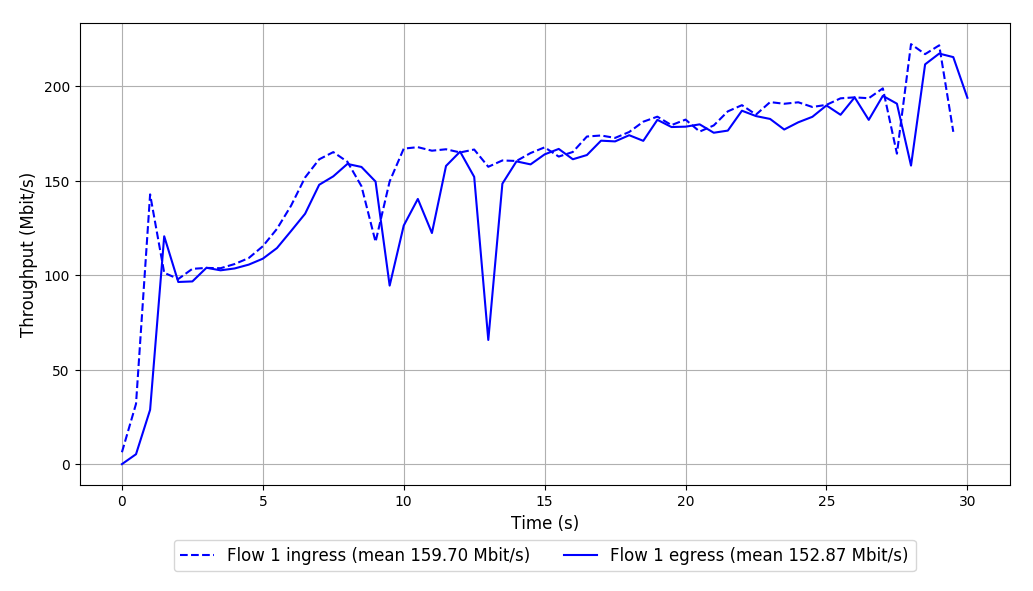 Throughput (Mbit/s)
200
150
100
50
0
0 5 10 15 20 25 30
Time (s)
Flow 1 ingress (mean 159.70 Mbit/s) Flow 1 egress (mean 152.87 Mbit/s)